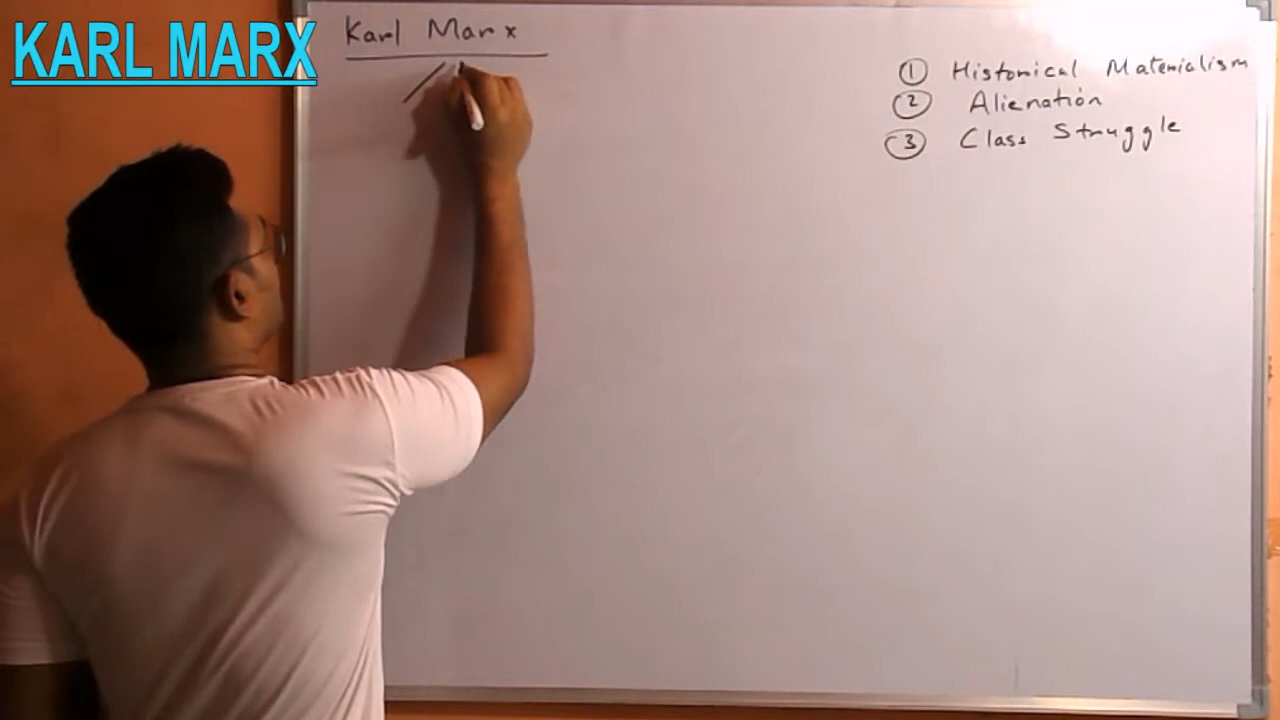 KARL MARX
Karl Marx
1 Historical Materialism
2 Alienation
3 Class Struggle